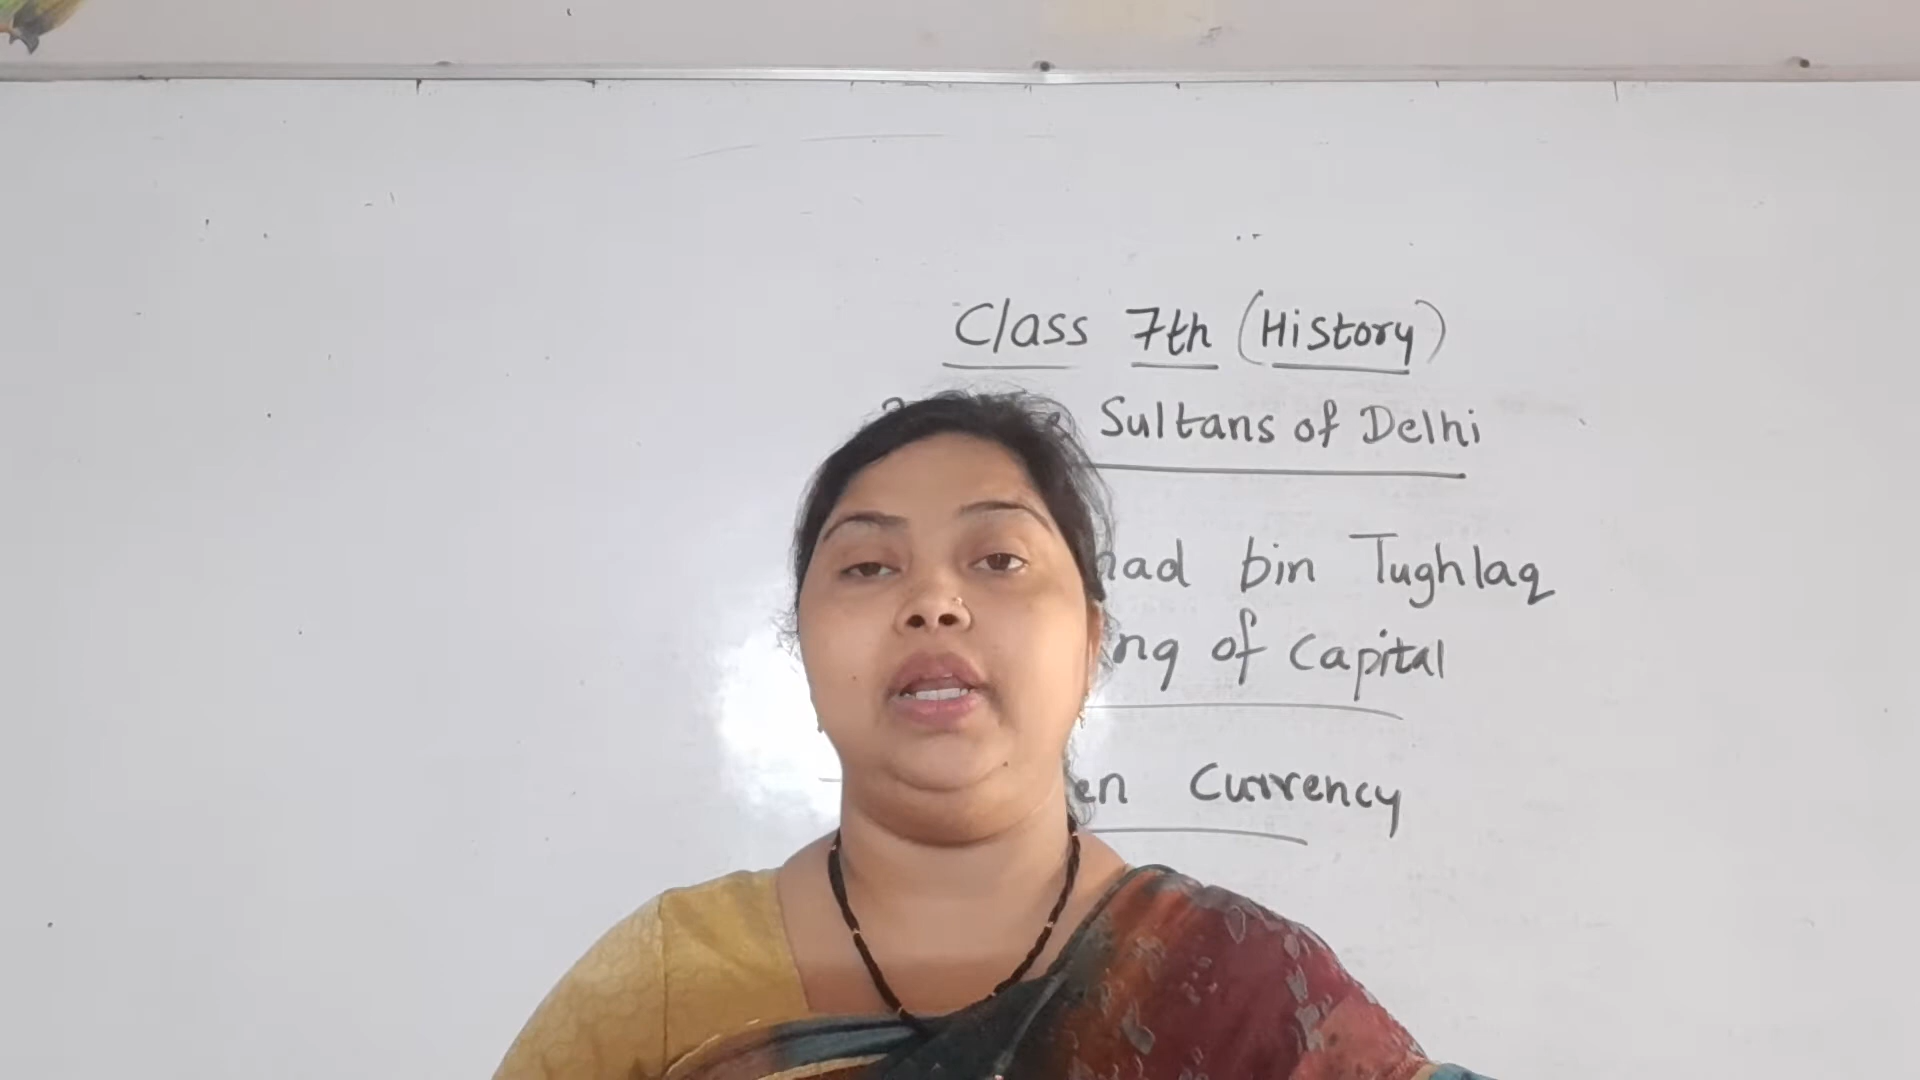 Class 7th (History)
Sultans of Delhi
bin Tughlaq
of Capital
Currency